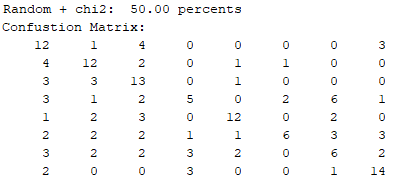 Random + chi2: 50.00 percents
Confustion Matrix:
12 1 4 0 0 0 0 3
4 12 2 0 1 1 0 0
3 3 13 0 1 0 0 0
3 1 2 5 0 2 6 1
1 2 3 0 12 0 2 0
2 2 2 1 1 6 3 3
3 2 2 3 2 0 6 2
2 0 0 3 0 0 1 14